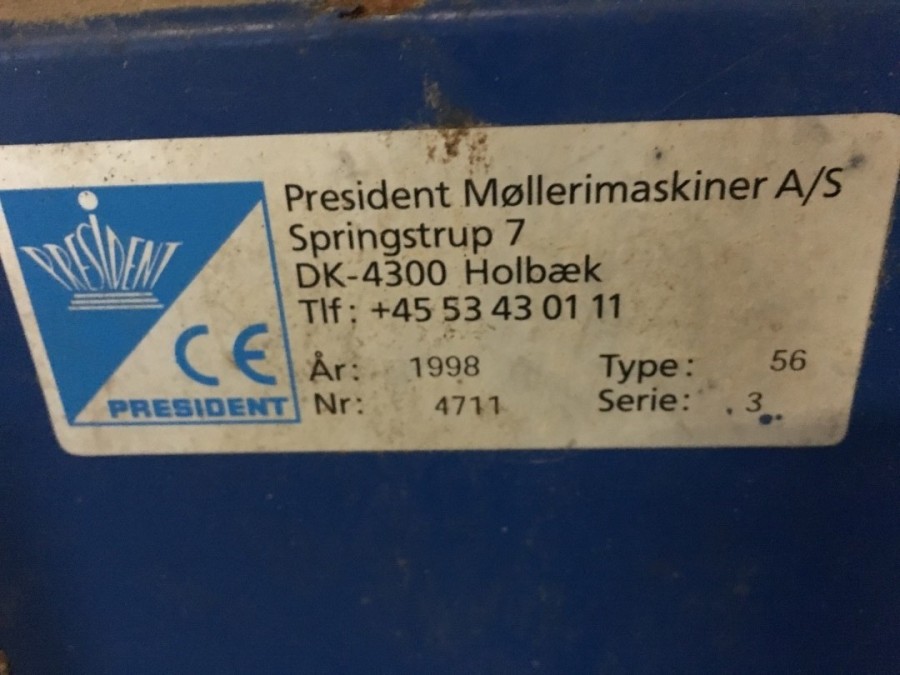 President Møllerimaskiner A/S
Springstrup 7
DK-4300 Holbæk
Tlf: +45 53 43 01 11
PRESIDENT
CE
PRESIDENT
År: 1998 Type: 56
Nr: 4711 Serie: 3